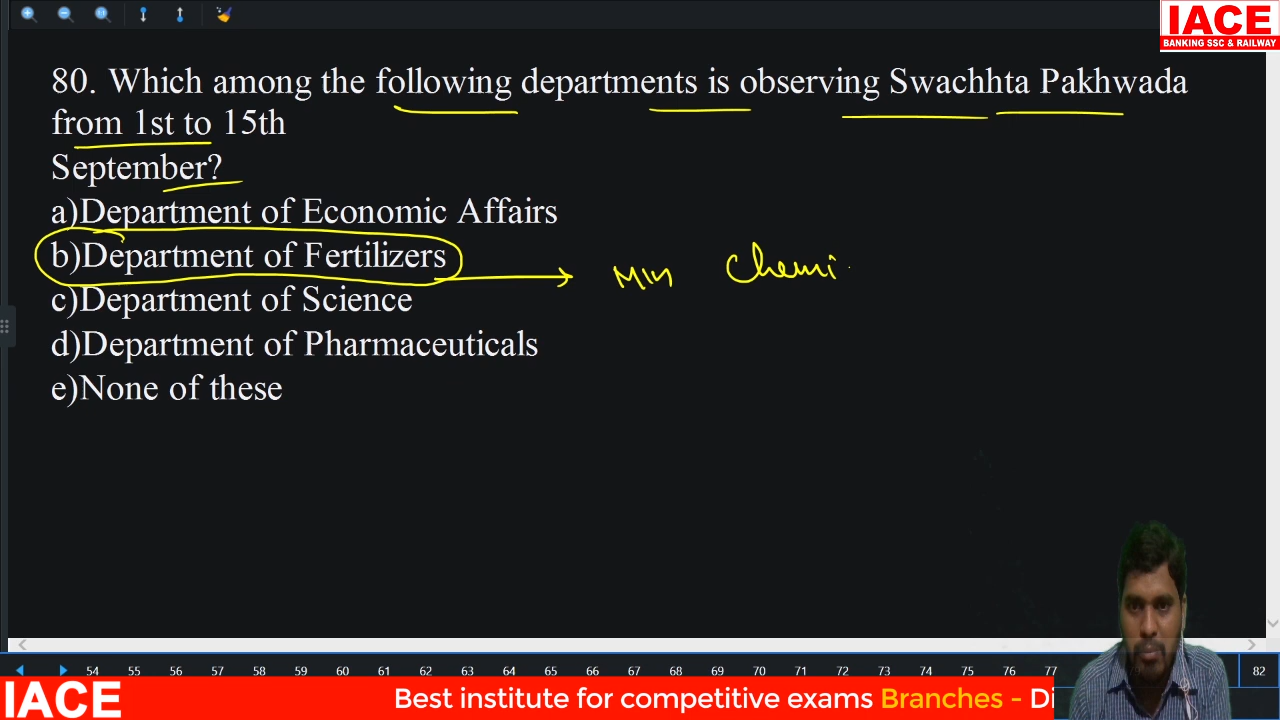 IACE
BANKING SSC & RAILWAY
80. Which among the following departments is observing Swachhta Pakhwada
from 1st to 15th
September?
a)Department of Economic Affairs
b)Department of Fertilizers
Min Chemi
c)Department of Science
d)Department of Pharmaceuticals
e)None of these
54 55 56 57 58 59 60 61 62 63 64 65 66 67 68 69 70 71 72 73 74 75 76 77 82
IACE Best institute for competitive exams Branches - Di